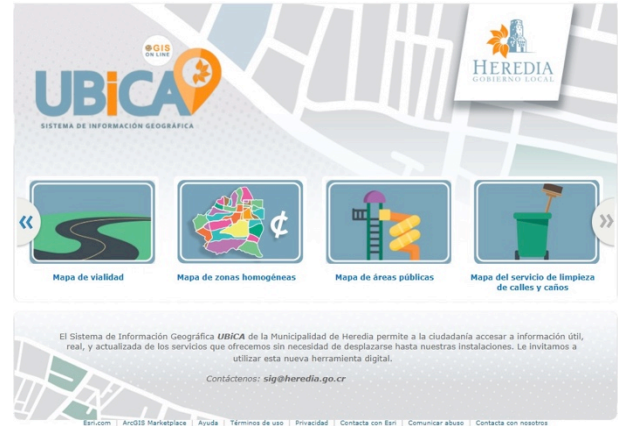 GIS
ON LINE
UBiCA
SISTEMA DE INFORMACIÓN GEOGRÁFICA
HEREDIA
GOBIERNO LOCAL
«
¢
»
Mapa de vialidad
Mapa de zonas homogéneas
Mapa de áreas públicas
Mapa del servicio de limpieza
de calles y caños
El Sistema de Información Geográfica UBiCA de la Municipalidad de Heredia permite a la ciudadanía accesar a información útil,
real, y actualizada de los servicios que ofrecemos sin necesidad de desplazarse hasta nuestras instalaciones. Le invitamos a
utilizar esta nueva herramienta digital.
Contáctenos: sig@heredia.go.cr
Esri.com | ArcGIS Marketplace | Ayuda | Términos de uso | Privacidad | Contacta con Esri | Comunicar abuso | Contacta con nosotros